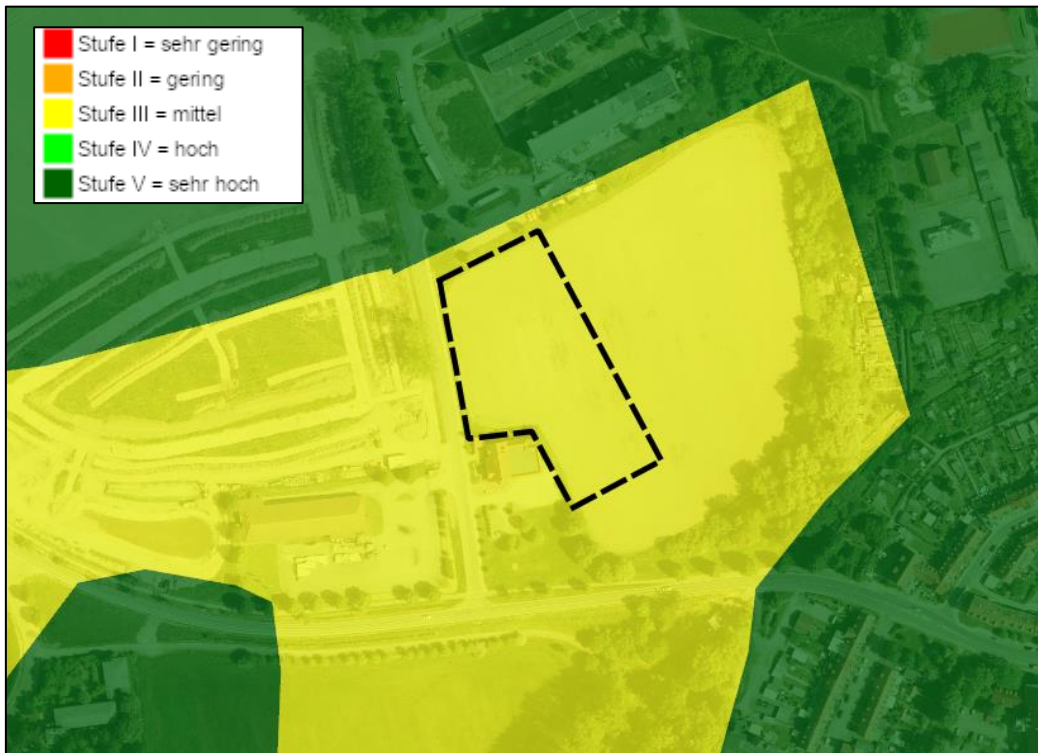 Stufe I = sehr gering
Stufe II = gering
Stufe III = mittel
Stufe IV = hoch
Stufe V = sehr hoch